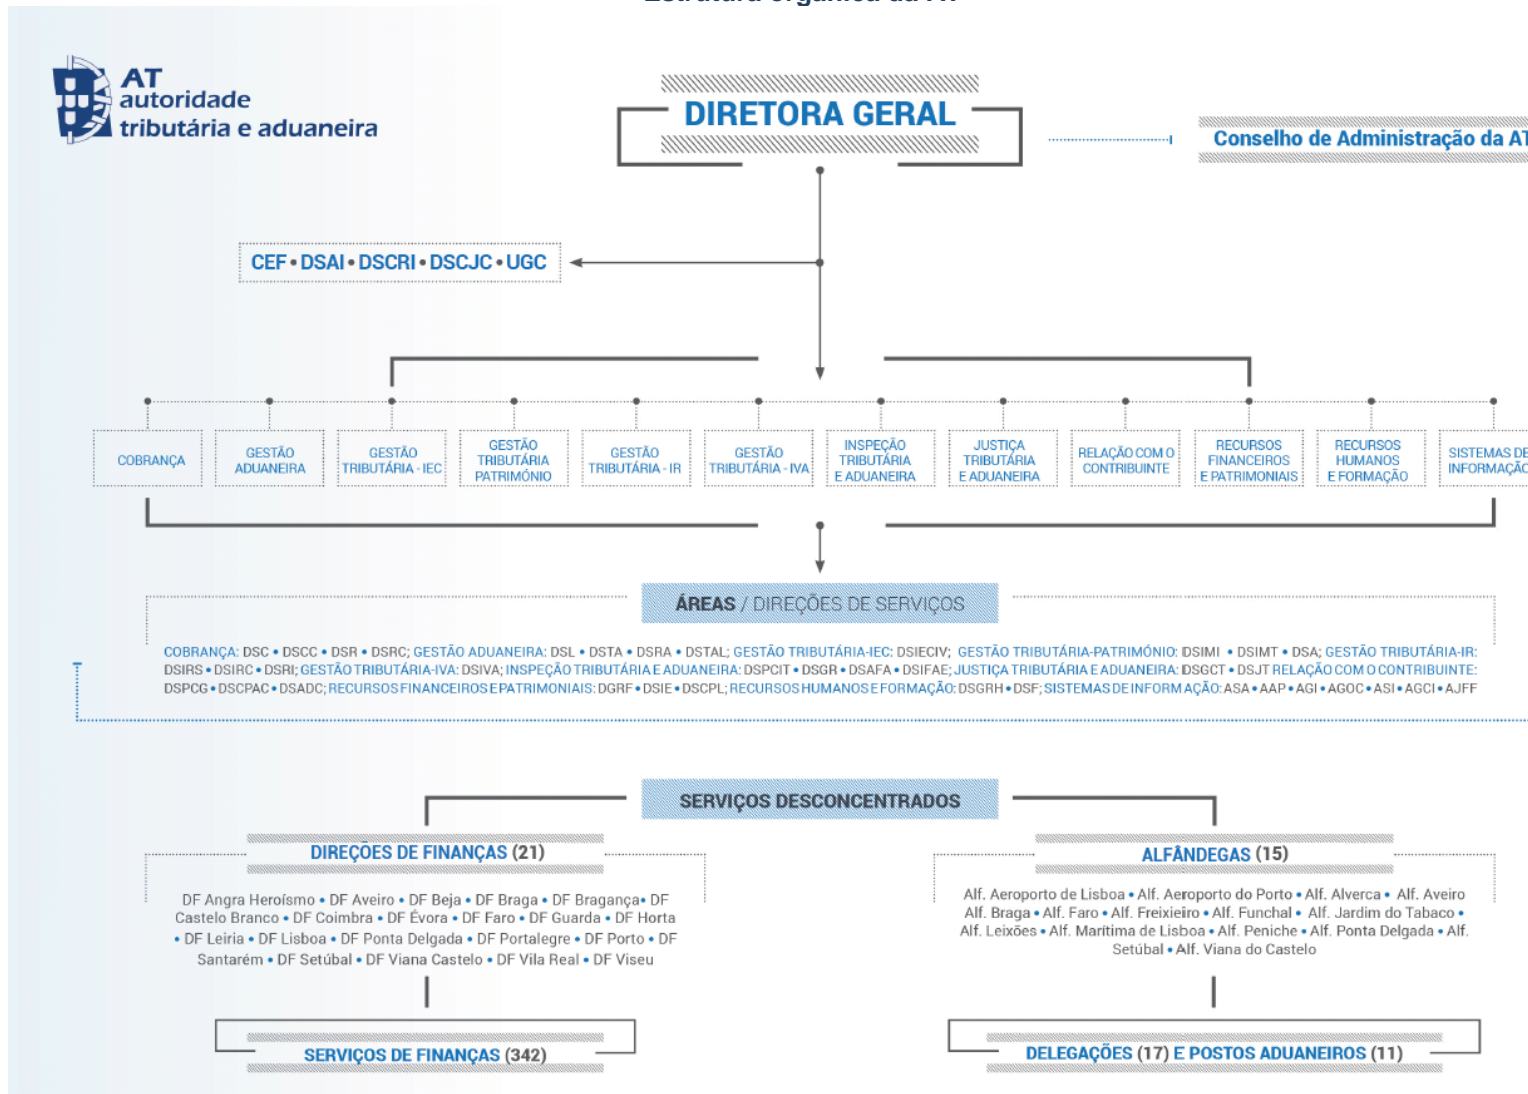 AT
autoridade
tributária e aduaneira
DIRETORA GERAL
Conselho de Administração da AT
CEF • DSAI • DSCRI • DSCJC • UGC
COBRANÇA
GESTÃO
ADUANEIRA
GESTÃO
TRIBUTÁRIA - IEC
GESTÃO
TRIBUTÁRIA
PATRIMÓNIO
GESTÃO
TRIBUTÁRIA - IR
GESTÃO
TRIBUTÁRIA - IVA
INSPEÇÃO
TRIBUTÁRIA
E ADUANEIRA
JUSTIÇA
TRIBUTÁRIA
E ADUANEIRA
RELAÇÃO COM O
CONTRIBUINTE
RECURSOS
FINANCEIROS
E PATRIMONIAIS
RECURSOS
HUMANOS
E FORMAÇÃO
SISTEMAS DE
INFORMAÇÃO
ÁREAS / DIREÇÕES DE SERVIÇOS
COBRANÇA: DSC • DSCC • DSR • DSRC; GESTÃO ADUANEIRA: DSL • DSTA • DSRA • DSTAL; GESTÃO TRIBUTÁRIA-IEC: DSIECIV; GESTÃO TRIBUTÁRIA-PATRIMÓNIO: DSIMI • DSIMT • DSA; GESTÃO TRIBUTÁRIA-IR:
DSIRS • DSIRC • DSRI; GESTÃO TRIBUTÁRIA-IVA: DSIVA; INSPEÇÃO TRIBUTÁRIA E ADUANEIRA: DSPCIT • DSGR • DSAFA • DSIFAE; JUSTIÇA TRIBUTÁRIA E ADUANEIRA: DSGCT • DSJT RELAÇÃO COM O CONTRIBUINTE:
DSPCG • DSCPAC • DSADC; RECURSOS FINANCEIROS E PATRIMONIAIS: DGRF • DSIE • DSCPL; RECURSOS HUMANOS E FORMAÇÃO: DSGRH • DSF; SISTEMAS DE INFORMAÇÃO: ASA • AAP • AGI • AGOC • ASI • AGCI • AJFF
SERVIÇOS DESCONCENTRADOS
DIREÇÕES DE FINANÇAS (21)
DF Angra Heroísmo • DF Aveiro • DF Beja • DF Braga • DF Bragança • DF
Castelo Branco • DF Coimbra • DF Évora • DF Faro • DF Guarda • DF Horta
• DF Leiria • DF Lisboa • DF Ponta Delgada • DF Portalegre • DF Porto • DF
Santarém • DF Setúbal • DF Viana Castelo • DF Vila Real • DF Viseu
SERVIÇOS DE FINANÇAS (342)
ALFÂNDEGAS (15)
Alf. Aeroporto de Lisboa • Alf. Aeroporto do Porto • Alf. Alverca • Alf. Aveiro
Alf. Braga • Alf. Faro • Alf. Freixieiro • Alf. Funchal • Alf. Jardim do Tabaco •
Alf. Leixões • Alf. Marítima de Lisboa • Alf. Peniche • Alf. Ponta Delgada • Alf.
Setúbal • Alf. Viana do Castelo
DELEGAÇÕES (17) E POSTOS ADUANEIROS (11)